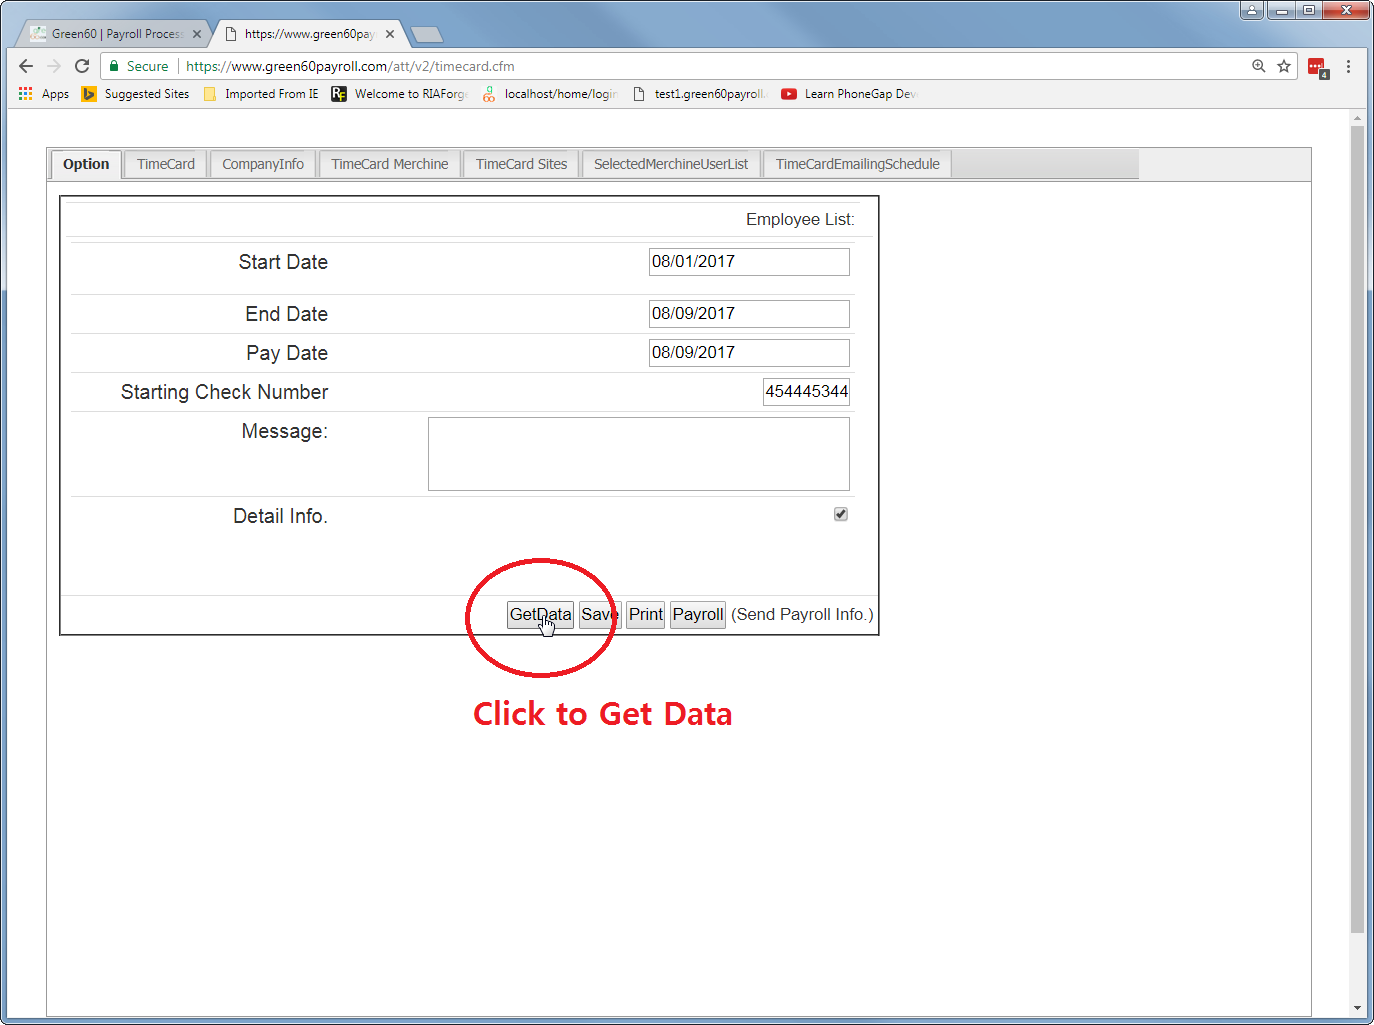 Green60 | Payroll Process
https://www.green60pay
Secure https://www.green60payroll.com/att/v2/timecard.cfm
4
Apps Suggested Sites Imported From IE Welcome to RIAForge localhost/home/login test1.green60payroll. Learn PhoneGap Dev
Option TimeCard CompanyInfo TimeCard Merchine TimeCard Sites SelectedMerchineUserList TimeCardEmailingSchedule
Employee List:
Start Date 08/01/2017
End Date 08/09/2017
Pay Date 08/09/2017
Starting Check Number 454445344
Message:
Detail Info.
GetData Save Print Payroll (Send Payroll Info.)
Click to Get Data